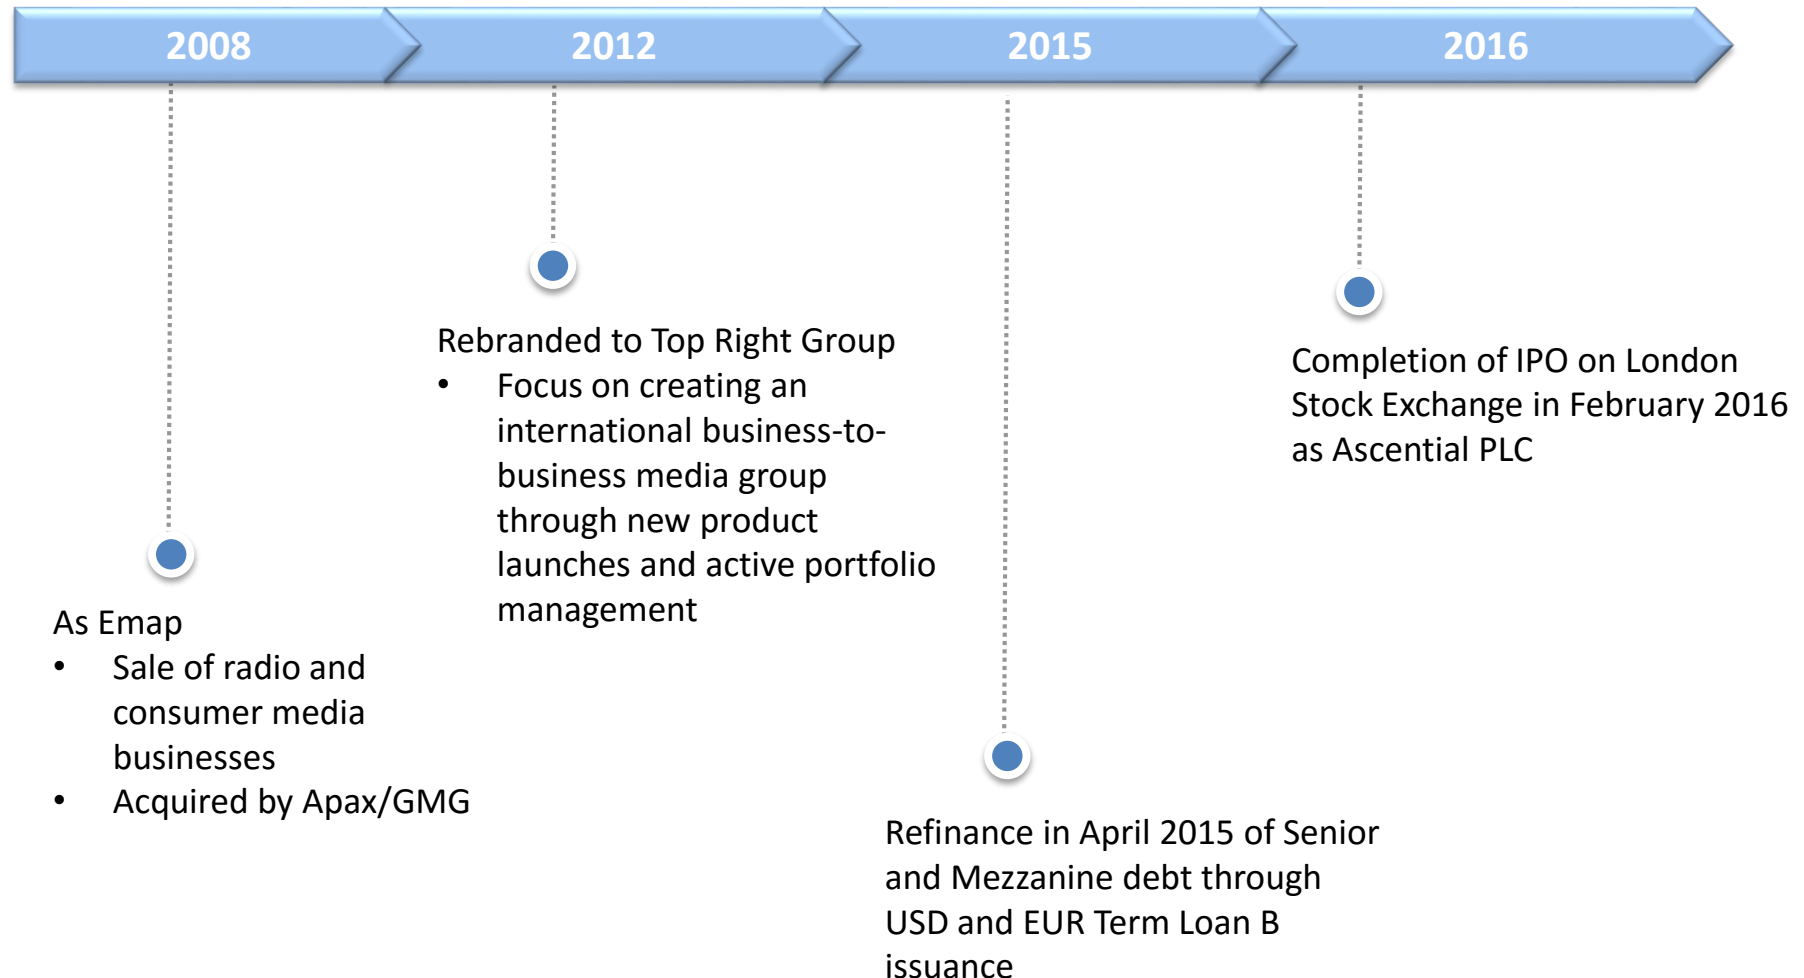 2008
2012
2015
2016
As Emap
• Sale of radio and
consumer media
businesses
• Acquired by Apax/GMG
Rebranded to Top Right Group
• Focus on creating an
international business-to-
business media group
through new product
launches and active portfolio
management
Refinance in April 2015 of Senior
and Mezzanine debt through
USD and EUR Term Loan B
issuance
Completion of IPO on London
Stock Exchange in February 2016
as Ascential PLC